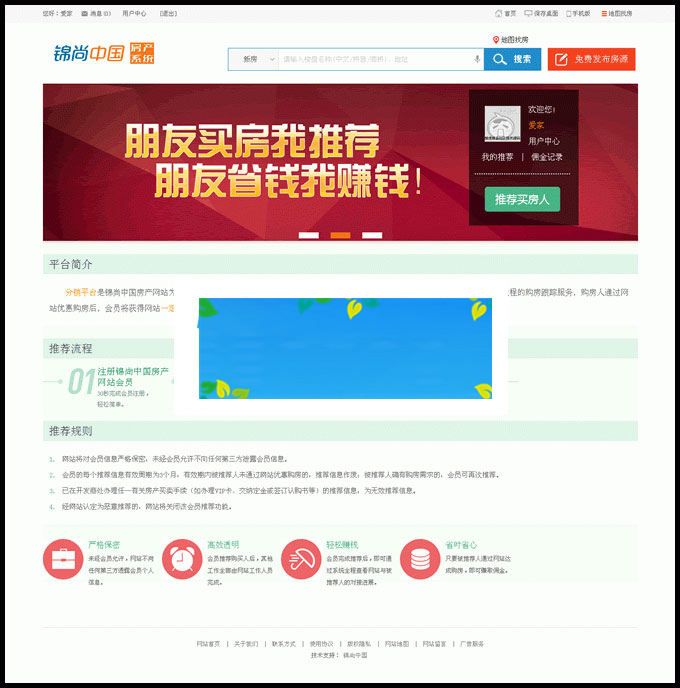 您好：爱家 消息(0) 用户中心 [退出]
首页 保存桌面 手机版 地图找房
锦尚中国 房产系统
地图找房
新房 请输入楼盘名称(中文/拼音/简拼)、地址 搜索 免费发布房源
朋友买房我推荐
朋友省钱我赚钱！
欢迎您!
爱家
用户中心
我的推荐 | 佣金记录
推荐买房人
平台简介
分销平台是锦尚中国房产网站为
程的购房跟踪服务，购房人通过网
站优惠购房后，会员将获得网站一定
推荐流程
01 注册锦尚中国房产
网站会员
30秒完成会员注册，
轻松简单。
推荐规则
1. 网站将对会员信息严格保密，未经会员允许不向任何第三方泄露会员信息。
2. 会员的每个推荐信息有效周期为3个月，有效期内被推荐人未通过网站优惠购房的，推荐信息作废；被推荐人确有购房需求的，会员可再次推荐。
3. 已在开发商处办理任一有关房产买卖手续（如办理VIP卡、交纳定金或签订认购书等）的推荐信息，为无效推荐信息。
4. 经网站认定为恶意推荐的，网站将关闭该会员推荐功能。
严格保密
未经会员允许，网站不向
任何第三方透露会员个人
信息。
高效透明
会员推荐购买人后，其他
工作全部由网站工作人员
完成。
轻松赚钱
会员完成推荐后，即可通
过系统全程查看网站与被
推荐人的对接进展。
省时省心
只要被推荐人通过网站达
成购房，即可赚取佣金。
网站首页 | 关于我们 | 联系方式 | 使用协议 | 版权隐私 | 网站地图 | 网站留言 | 广告服务
技术支持： 锦尚中国